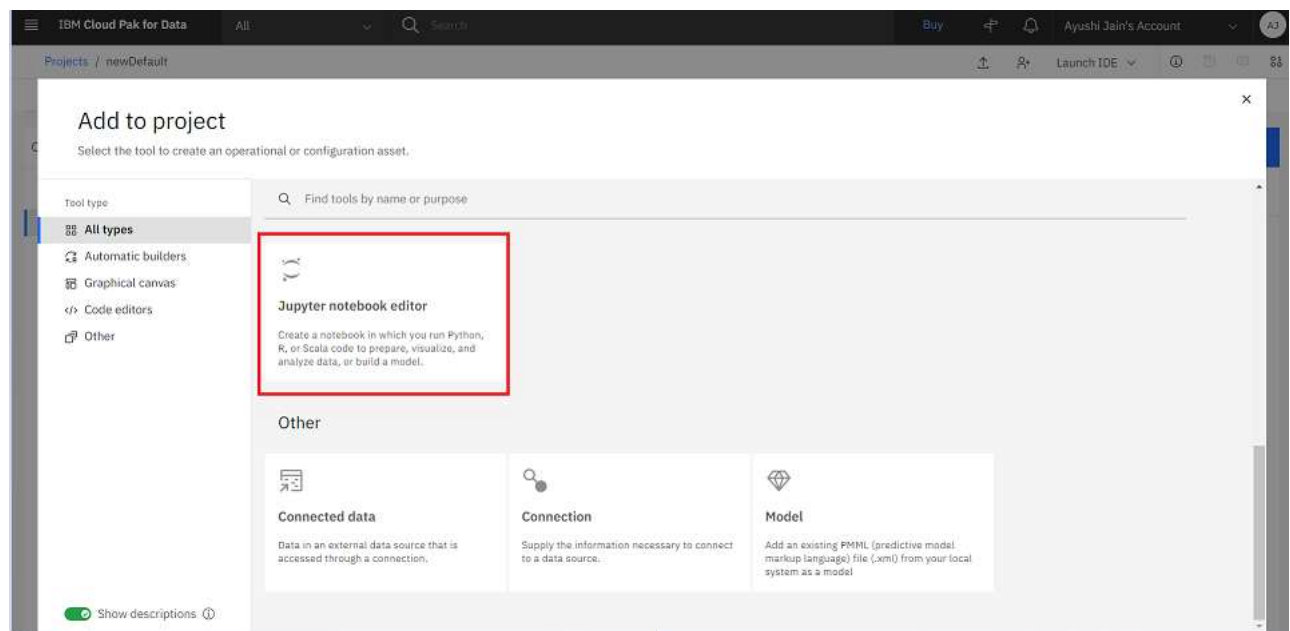 IBM Cloud Pak for Data
All
Search
Buy
Ayushi Jain's Account
AJ
Projects / newDefault
Launch IDE
Add to project
Select the tool to create an operational or configuration asset.
Tool type
All types
Automatic builders
Graphical canvas
Code editors
Other
Find tools by name or purpose
Jupyter notebook editor
Create a notebook in which you run Python,
R, or Scala code to prepare, visualize, and
analyze data, or build a model.
Other
Connected data
Data in an external data source that is
accessed through a connection.
Connection
Supply the information necessary to connect
to a data source.
Model
Add an existing PMML (predictive model
markup language) file (.xml) from your local
system as a model
Show descriptions